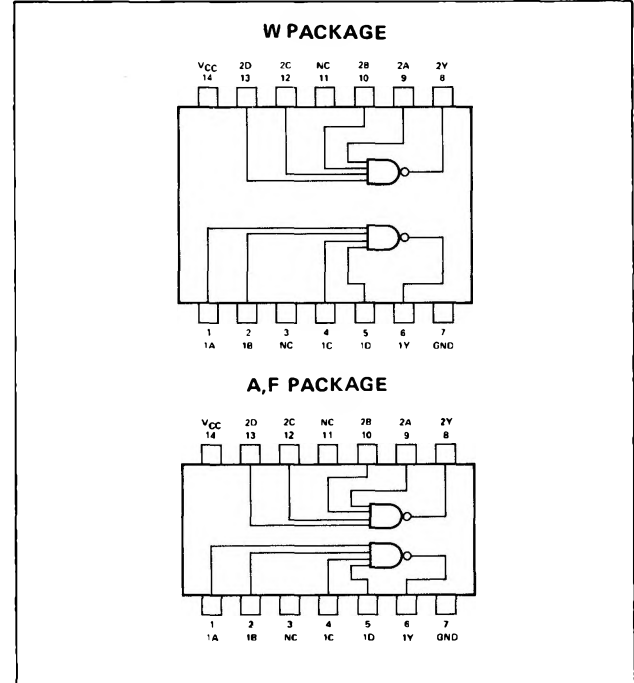 W PACKAGE
VCC 2D 2C NC 2B 2A 2Y
14 13 12 11 10 9 8
1 2 3 4 5 6 7
1A 1B NC 1C 1D 1Y GND
A,F PACKAGE
VCC 2D 2C NC 2B 2A 2Y
14 13 12 11 10 9 8
1 2 3 4 5 6 7
1A 1B NC 1C 1D 1Y GND